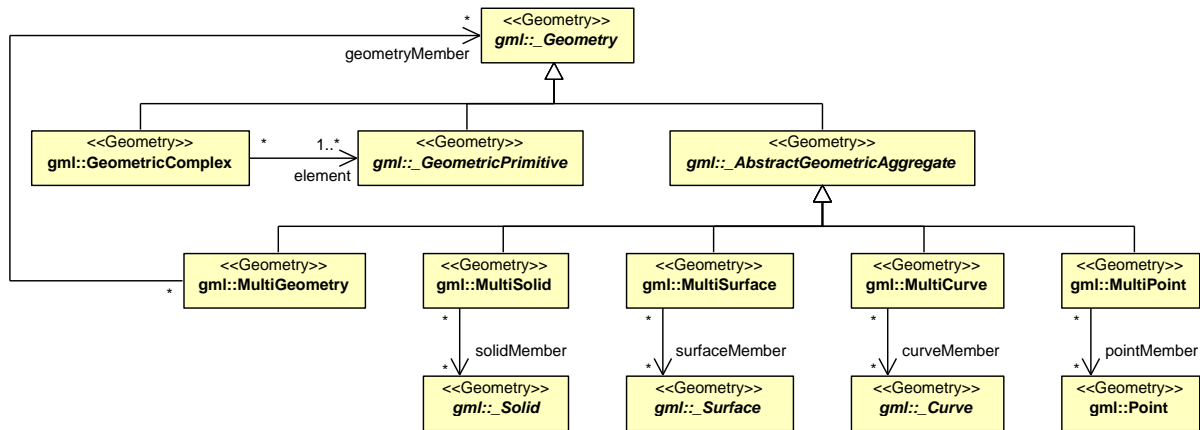 *
<<Geometry>>
gml::_Geometry
geometryMember
<<Geometry>>
gml::GeometricComplex
*
1..*
element
<<Geometry>>
gml::_GeometricPrimitive
<<Geometry>>
gml::_AbstractGeometricAggregate
*
<<Geometry>>
gml::MultiGeometry
<<Geometry>>
gml::MultiSolid
<<Geometry>>
gml::MultiSurface
<<Geometry>>
gml::MultiCurve
<<Geometry>>
gml::MultiPoint
*
solidMember
*
*
surfaceMember
*
*
curveMember
*
*
pointMember
*
<<Geometry>>
gml::_Solid
<<Geometry>>
gml::_Surface
<<Geometry>>
gml::_Curve
<<Geometry>>
gml::Point